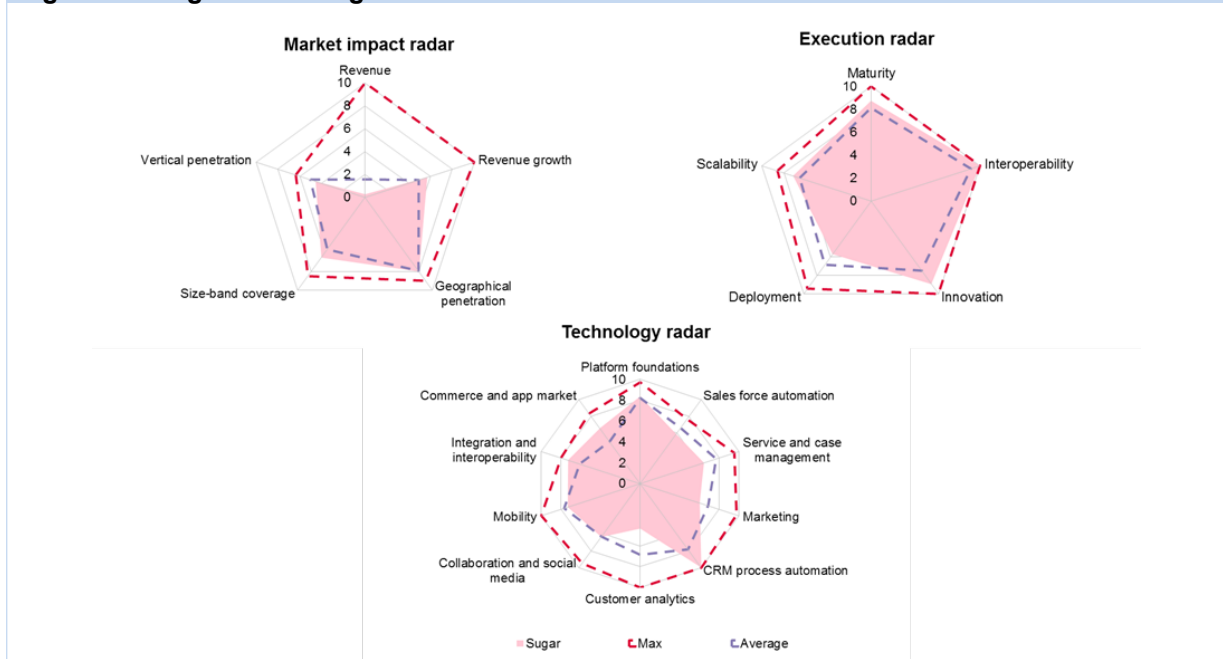 Market impact radar
Revenue
10
8
6
4
2
0
Vertical penetration
Revenue growth
Size-band coverage
Geographical
penetration
Execution radar
Maturity
10
8
6
4
2
0
Scalability
Interoperability
Deployment
Innovation
Technology radar
Platform foundations
10
8
6
4
2
0
Commerce and app market
Sales force automation
Integration and
interoperability
Service and case
management
Mobility
Marketing
Collaboration and social
media
CRM process automation
Customer analytics
Sugar
Max
Average